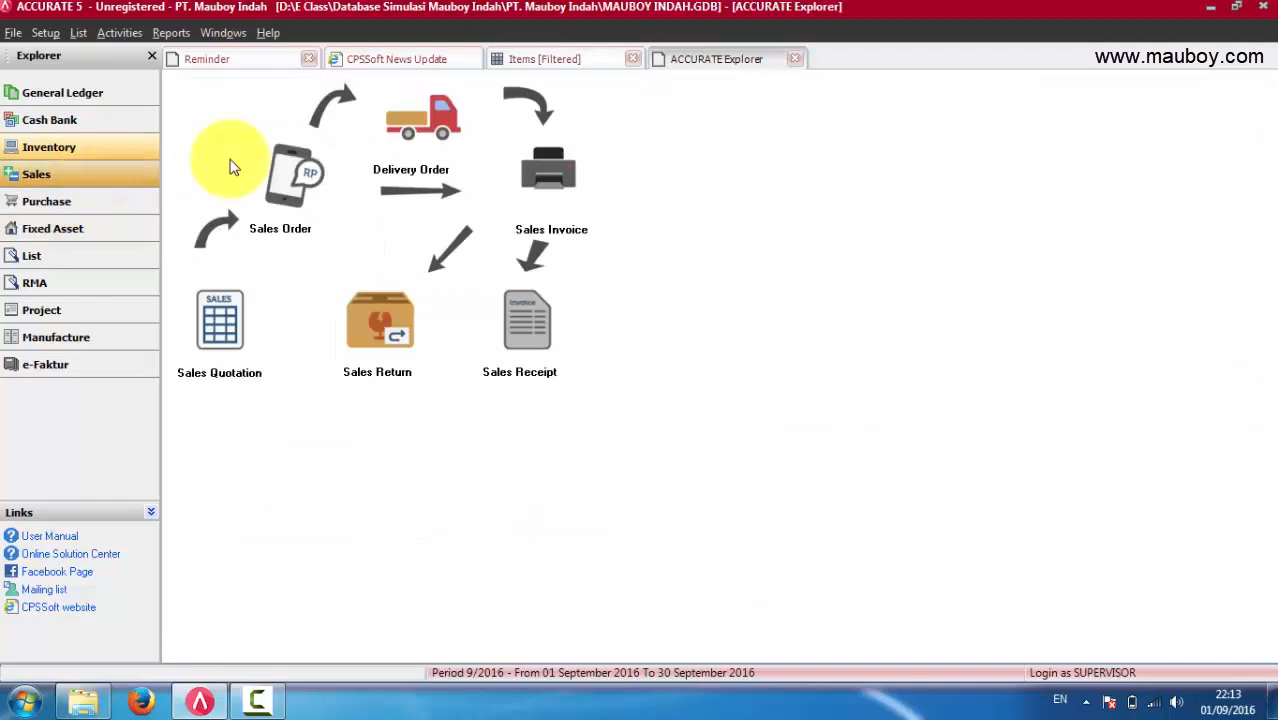 ACCURATE 5 - Unregistered - PT. Mauboy Indah [D:\E Class\Database Simulasi Mauboy Indah\PT. Mauboy Indah\MAUBOY INDAH.GDB] - [ACCURATE Explorer]
File Setup List Activities Reports Windows Help
www.mauboy.com
Explorer
Reminder
CPSSoft News Update
Items [Filtered]
ACCURATE Explorer
General Ledger
Cash Bank
Inventory
Sales
Purchase
Fixed Asset
List
RMA
Project
Manufacture
e-Faktur
Delivery Order
RP
Sales Order
Sales Invoice
SALES
Invoice
Sales Quotation
Sales Return
Sales Receipt
Links
User Manual
Online Solution Center
Facebook Page
Mailing list
CPSSoft website
Period 9/2016 - From 01 September 2016 To 30 September 2016
Login as SUPERVISOR
EN
22:13
01/09/2016